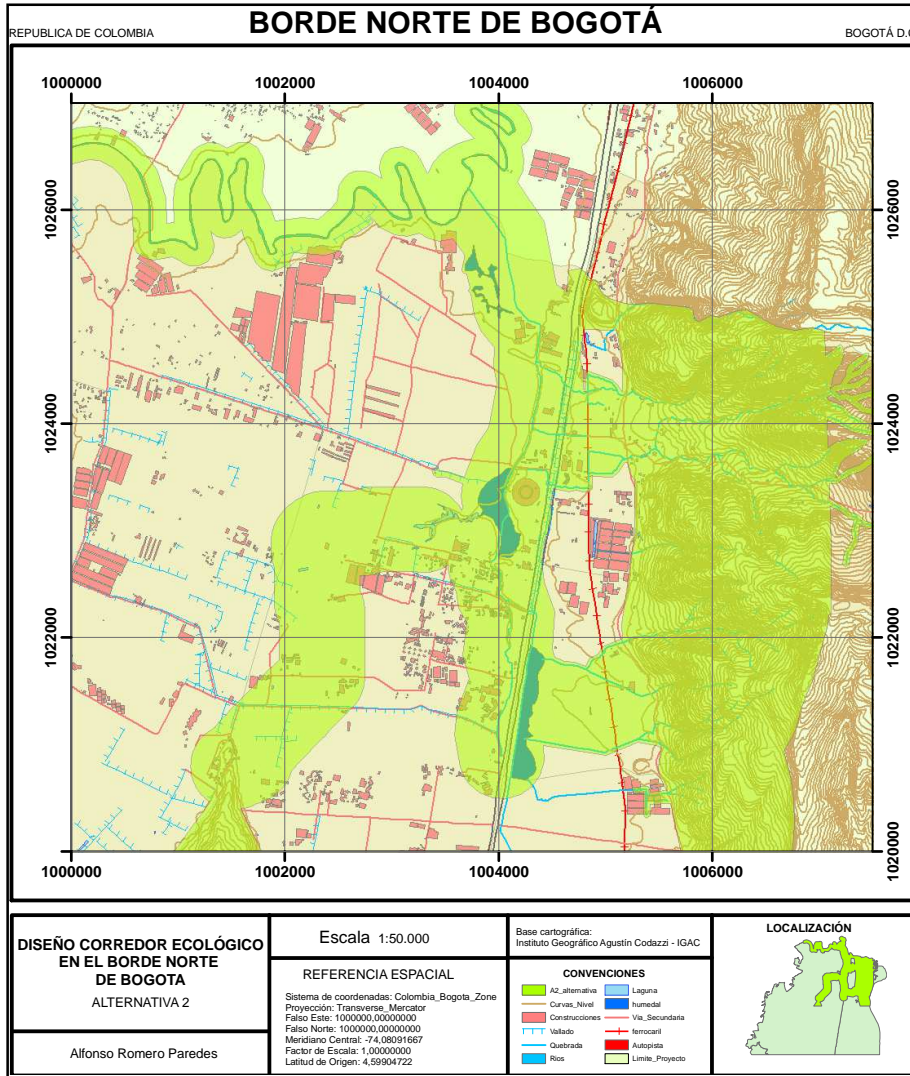 BORDE NORTE DE BOGOTÁ
REPUBLICA DE COLOMBIA
BOGOTÁ D.C
1000000 1002000 1004000 1006000
1026000 1026000
1024000 1024000
1022000 1022000
1020000
1000000 1002000 1004000 1006000
DISEÑO CORREDOR ECOLÓGICO
EN EL BORDE NORTE
DE BOGOTA
ALTERNATIVA 2
Alfonso Romero Paredes
Escala 1:50.000
REFERENCIA ESPACIAL
Sistema de coordenadas: Colombia_Bogota_Zone
Proyección: Transverse_Mercator
Falso Este: 1000000,00000000
Falso Norte: 1000000,00000000
Meridiano Central: -74,08091667
Factor de Escala: 1,00000000
Latitud de Origen: 4,59904722
Base cartográfica:
Instituto Geográfico Agustín Codazzi - IGAC
CONVENCIONES
A2_alternativa
Curvas_Nivel
Construcciones
Vallado
Quebrada
Rios
Laguna
humedal
Via_Secundaria
ferrocaril
Autopista
Limite_Proyecto
LOCALIZACIÓN